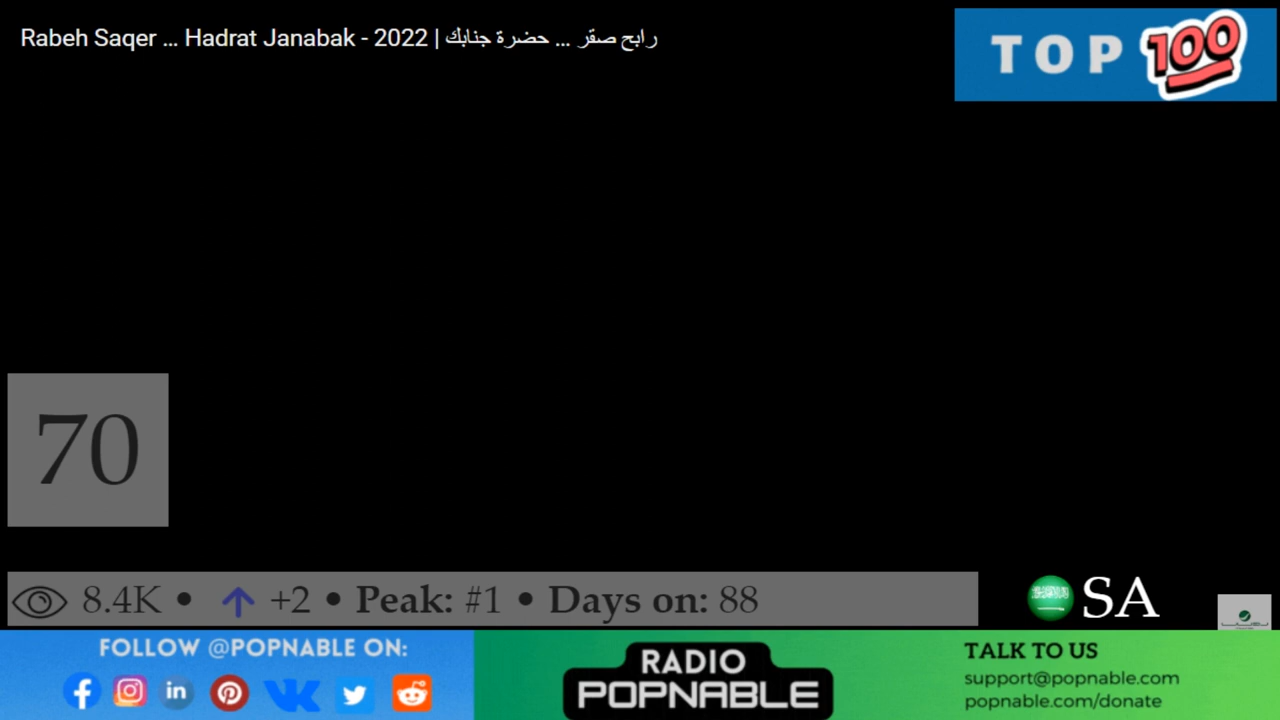 Rabeh Saqer ... Hadrat Janabak - 2022 | رابح صقر ... حضرة جنابك
TOP 100
70
8.4K • +2 • Peak: #1 • Days on: 88
SA
FOLLOW @POPNABLE ON:
RADIO
POPNABLE
TALK TO US
support@popnable.com
popnable.com/donate